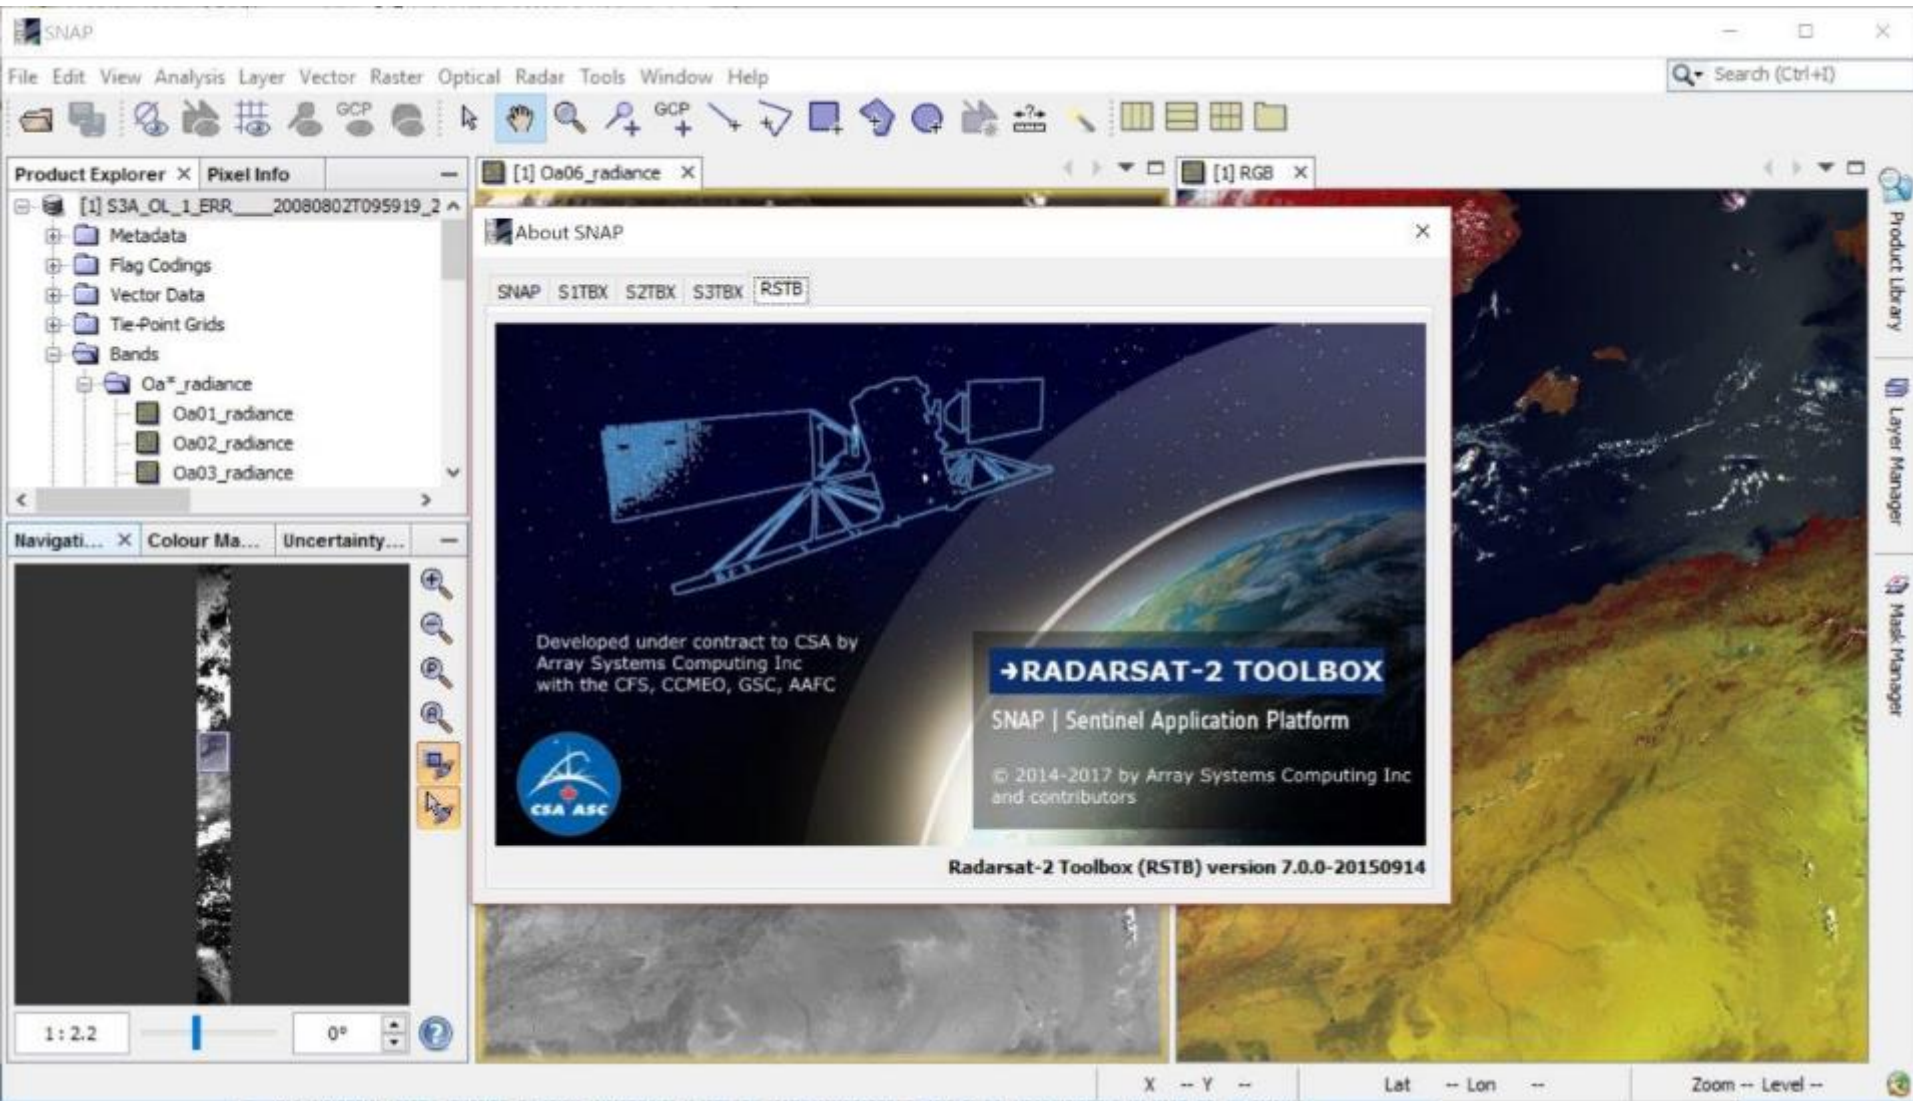 SNAP
File Edit View Analysis Layer Vector Raster Optical Radar Tools Window Help
Search (Ctrl+I)
GCP
GCP
Product Explorer
Pixel Info
[1] S3A_OL_1_ERR____20080802T095919_2
Metadata
Flag Codings
Vector Data
Tie-Point Grids
Bands
Oa*_radiance
Oa01_radiance
Oa02_radiance
Oa03_radiance
Navigati...
Colour Ma...
Uncertainty...
1 : 2.2
0°
[1] Oa06_radiance
[1] RGB
About SNAP
SNAP S1TBX S2TBX S3TBX RSTB
Developed under contract to CSA by
Array Systems Computing Inc
with the CFS, CCMEO, GSC, AAFC
CSA ASC
→RADARSAT-2 TOOLBOX
SNAP | Sentinel Application Platform
© 2014-2017 by Array Systems Computing Inc
and contributors
Radarsat-2 Toolbox (RSTB) version 7.0.0-20150914
Product Library
Layer Manager
Mask Manager
X -- Y --
Lat -- Lon --
Zoom -- Level --